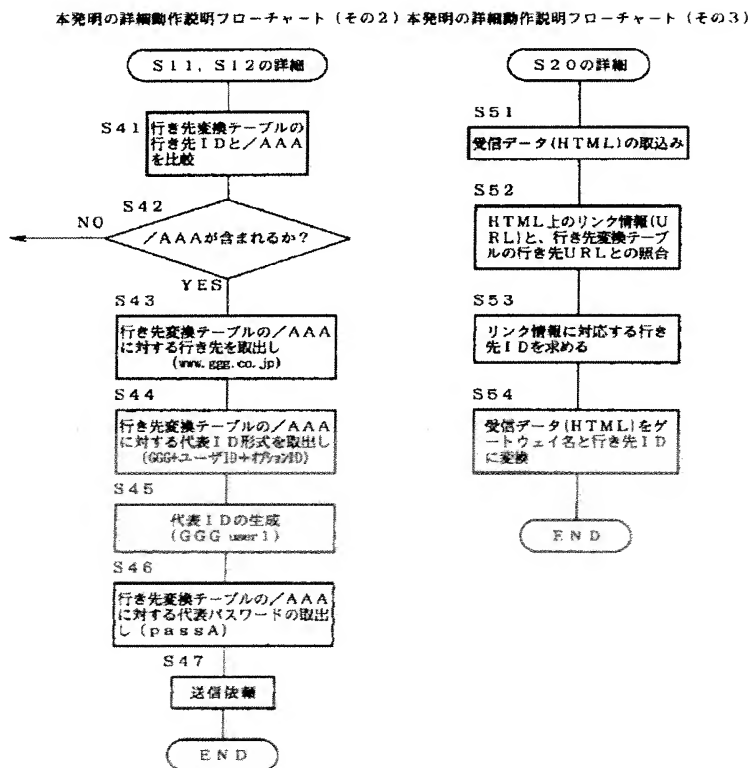 本発明の詳細動作説明フローチャート（その２）
S11，S12の詳細
S41
行き先変換テーブルの
行き先IDと／AAA
を比較
S42
NO
／AAAが含まれるか？
YES
S43
行き先変換テーブルの／AAA
に対する行き先を取出し
(www.ggg.co.jp)
S44
行き先変換テーブルの／AAA
に対する代表ID形式を取出し
(GGG+ユーザID+オプションID)
S45
代表IDの生成
(GGG user1)
S46
行き先変換テーブルの／AAA
に対する代表パスワードの取出
し(passA)
S47
送信依頼
END
本発明の詳細動作説明フローチャート（その３）
S20の詳細
S51
受信データ(HTML)の取込み
S52
HTML上のリンク情報(U
RL)と、行き先変換テーブ
ルの行き先URLとの照合
S53
リンク情報に対応する行き
先IDを求める
S54
受信データ(HTML)をゲ
ートウェイ名と行き先ID
に変換
END